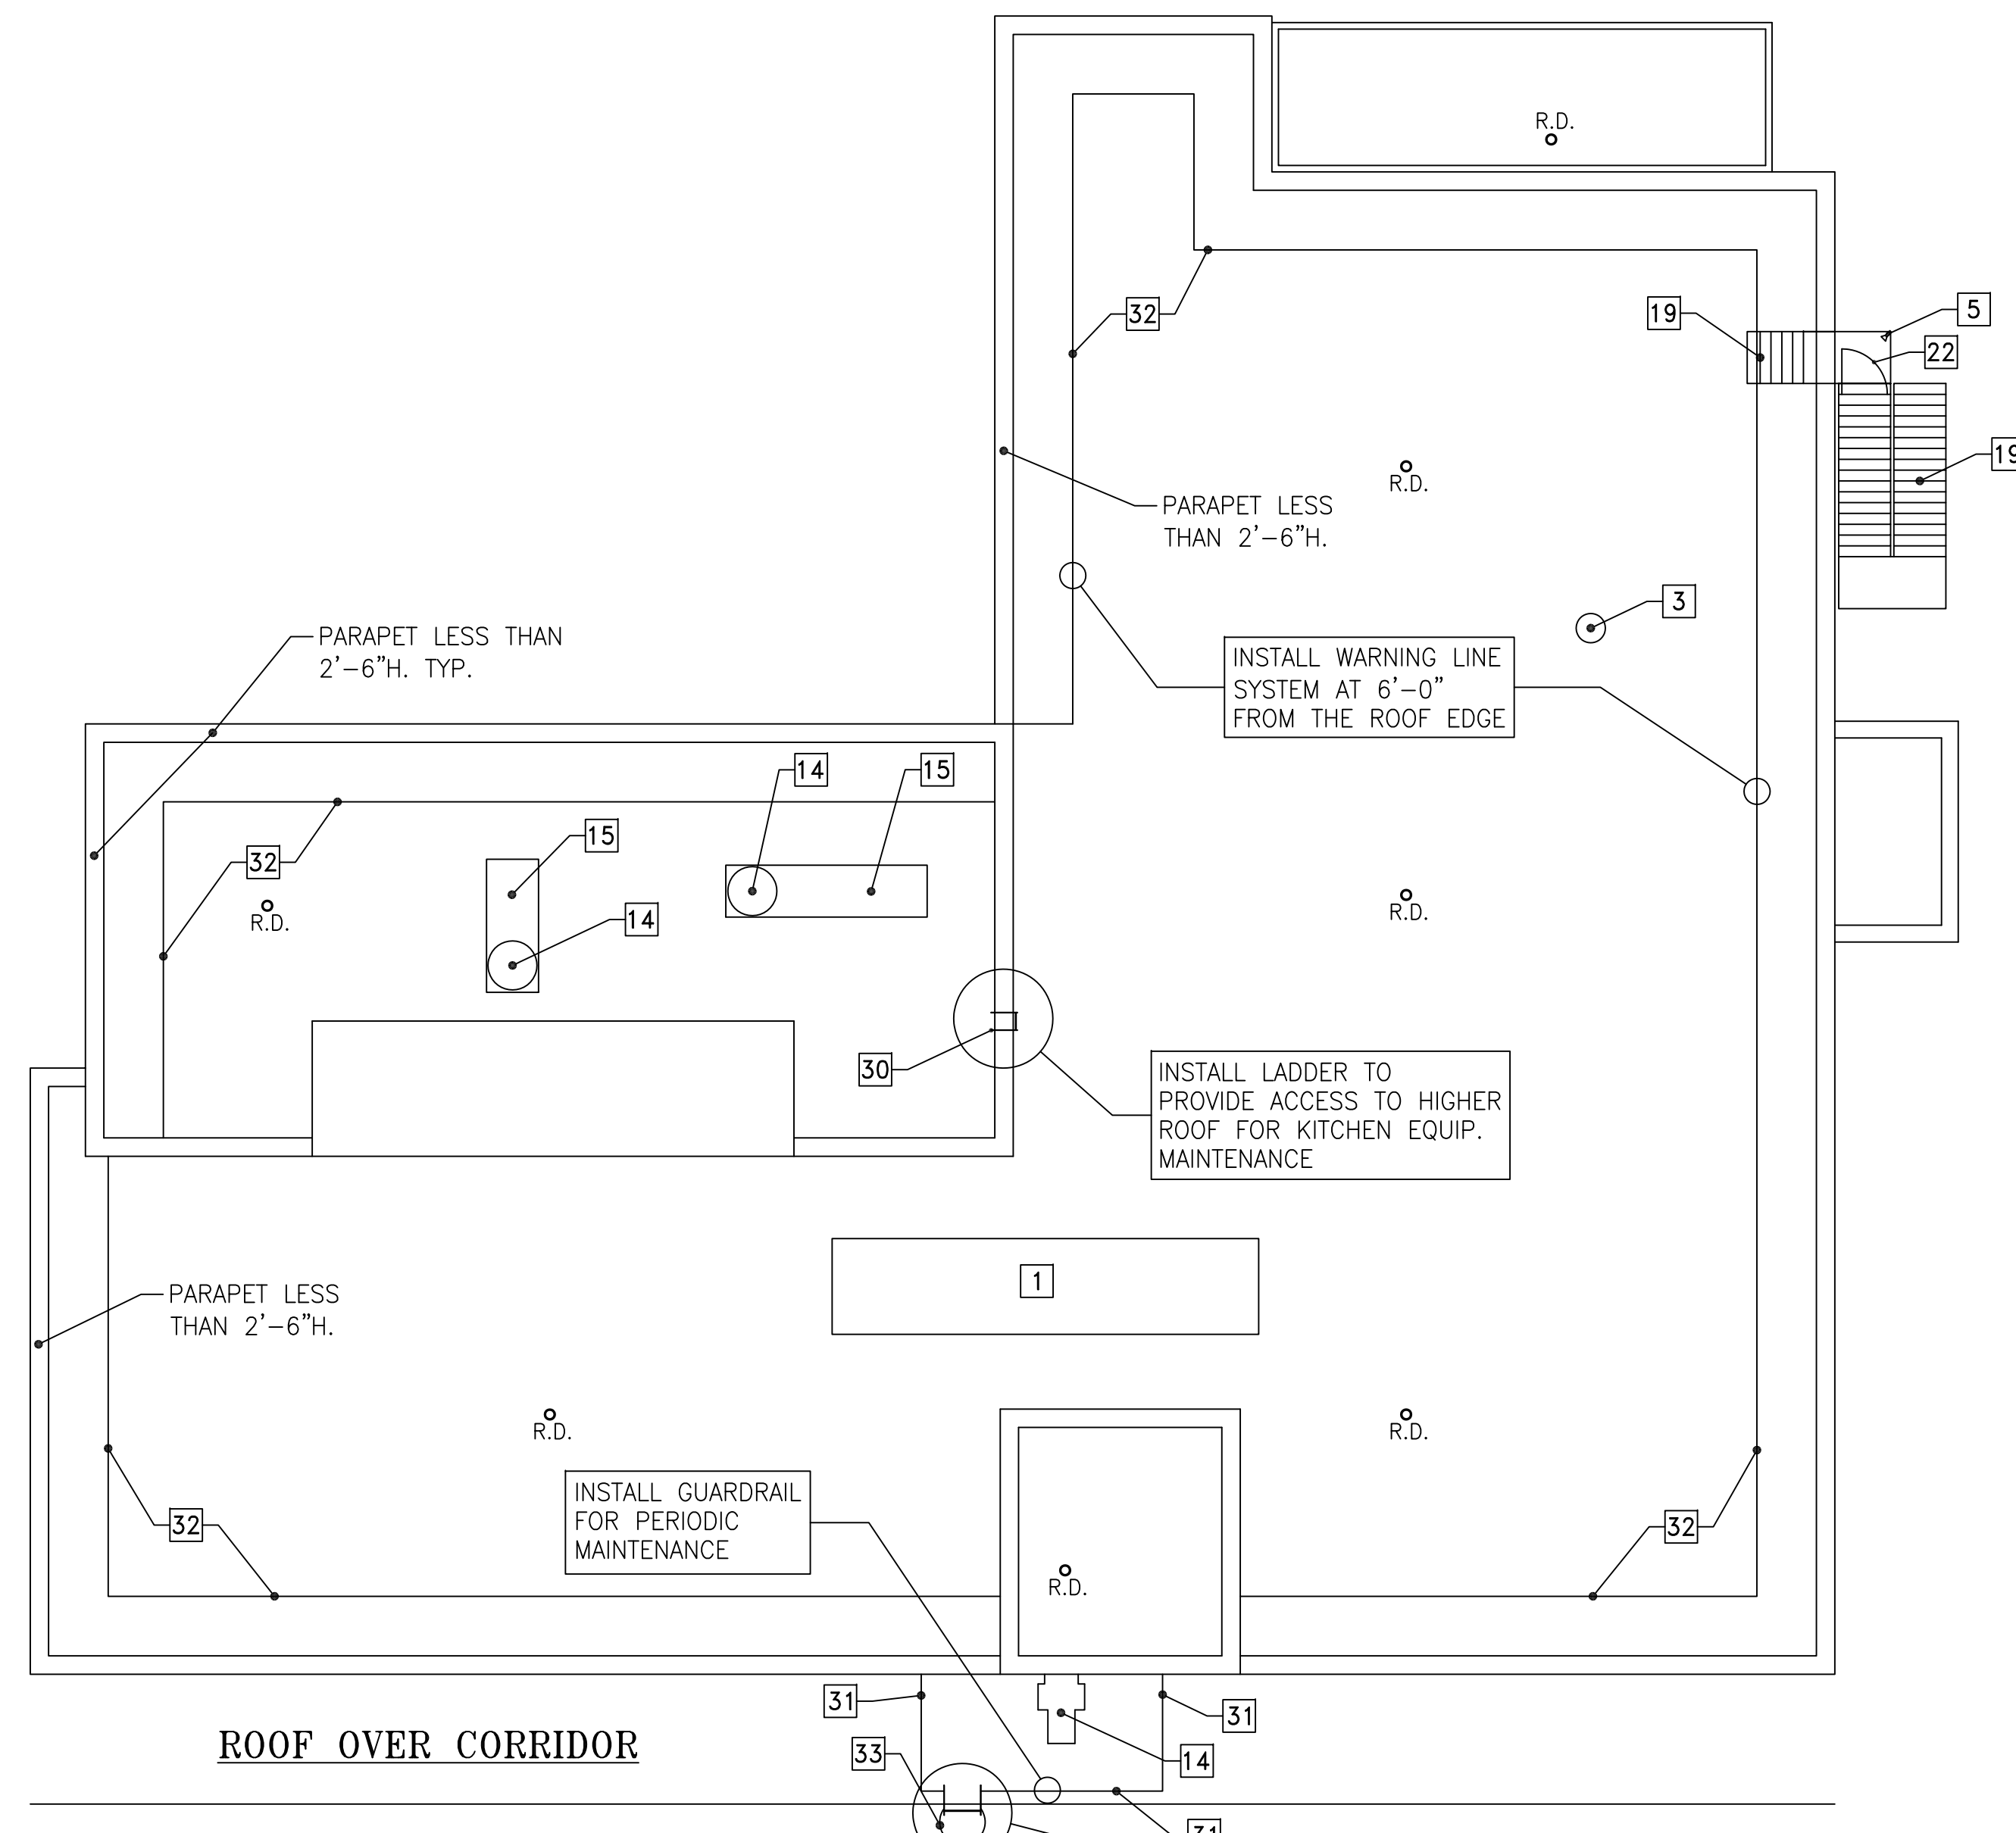 R.D.
32
19
5
22
19
R.D.
PARAPET LESS
THAN 2'-6"H.
3
PARAPET LESS THAN
2'-6"H. TYP.
INSTALL WARNING LINE
SYSTEM AT 6'-0"
FROM THE ROOF EDGE
14
15
15
32
R.D.
14
R.D.
30
INSTALL LADDER TO
PROVIDE ACCESS TO HIGHER
ROOF FOR KITCHEN EQUIP.
MAINTENANCE
1
PARAPET LESS
THAN 2'-6"H.
R.D.
R.D.
INSTALL GUARDRAIL
FOR PERIODIC
MAINTENANCE
32
32
R.D.
31
31
ROOF OVER CORRIDOR
33
14
31